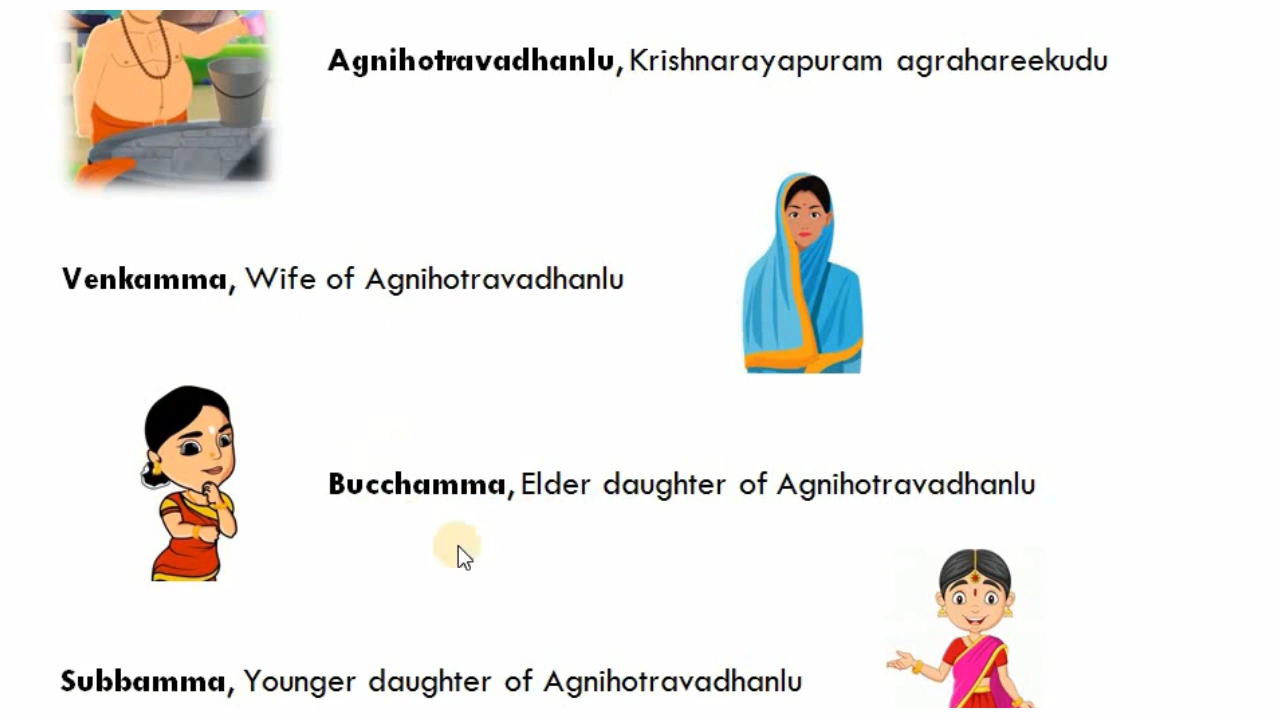 Agnihotravadhanlu, Krishnarayapuram agrahareekudu
Venkamma, Wife of Agnihotravadhanlu
Bucchamma, Elder daughter of Agnihotravadhanlu
Subbamma, Younger daughter of Agnihotravadhanlu